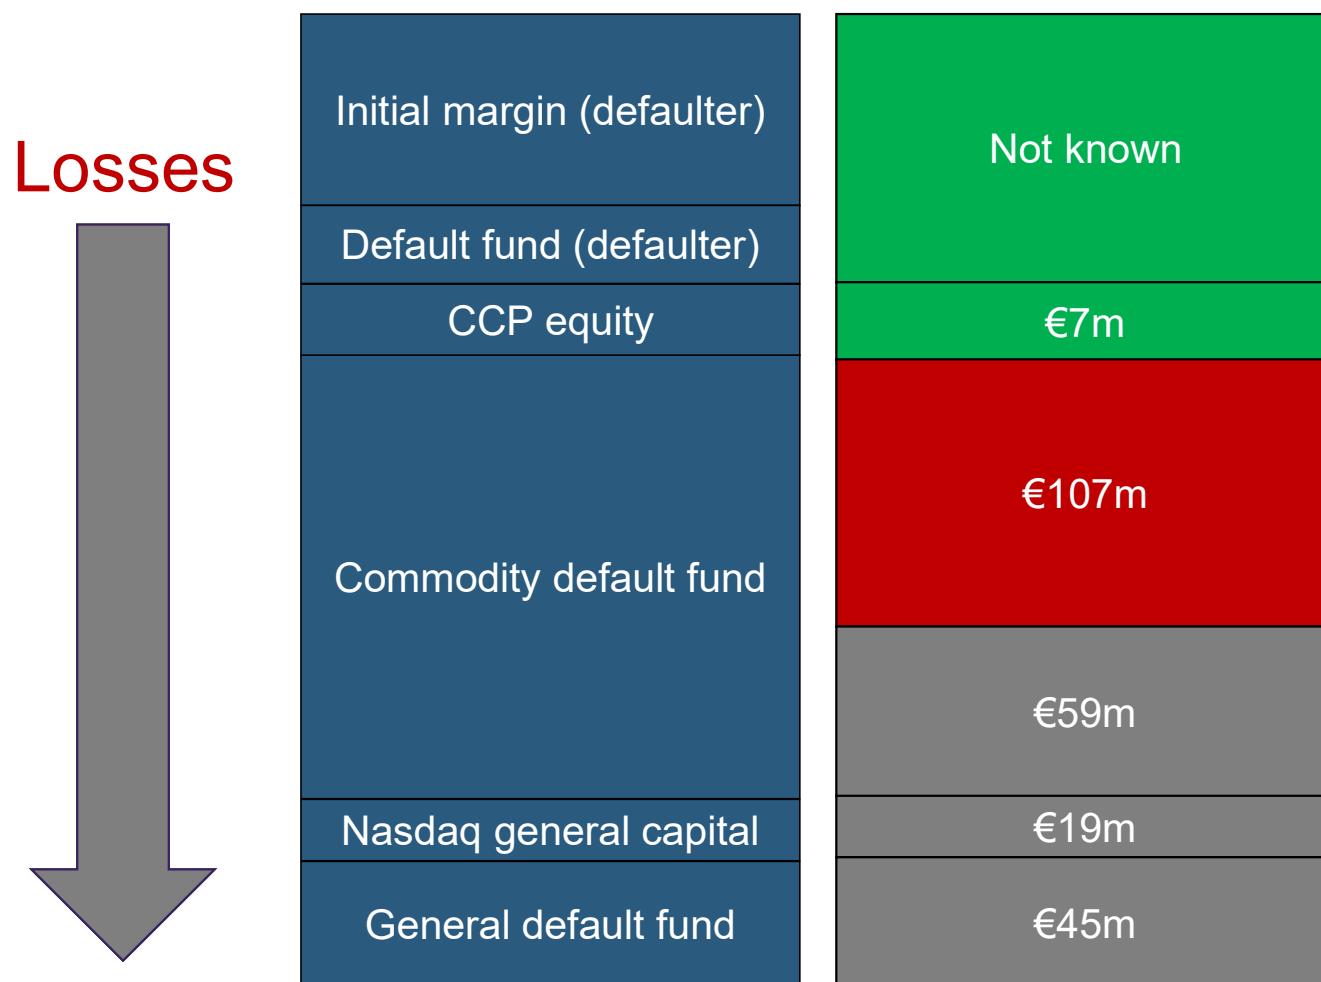 Losses
Initial margin (defaulter)
Default fund (defaulter)
CCP equity
Commodity default fund
Nasdaq general capital
General default fund
Not known
€7m
€107m
€59m
€19m
€45m